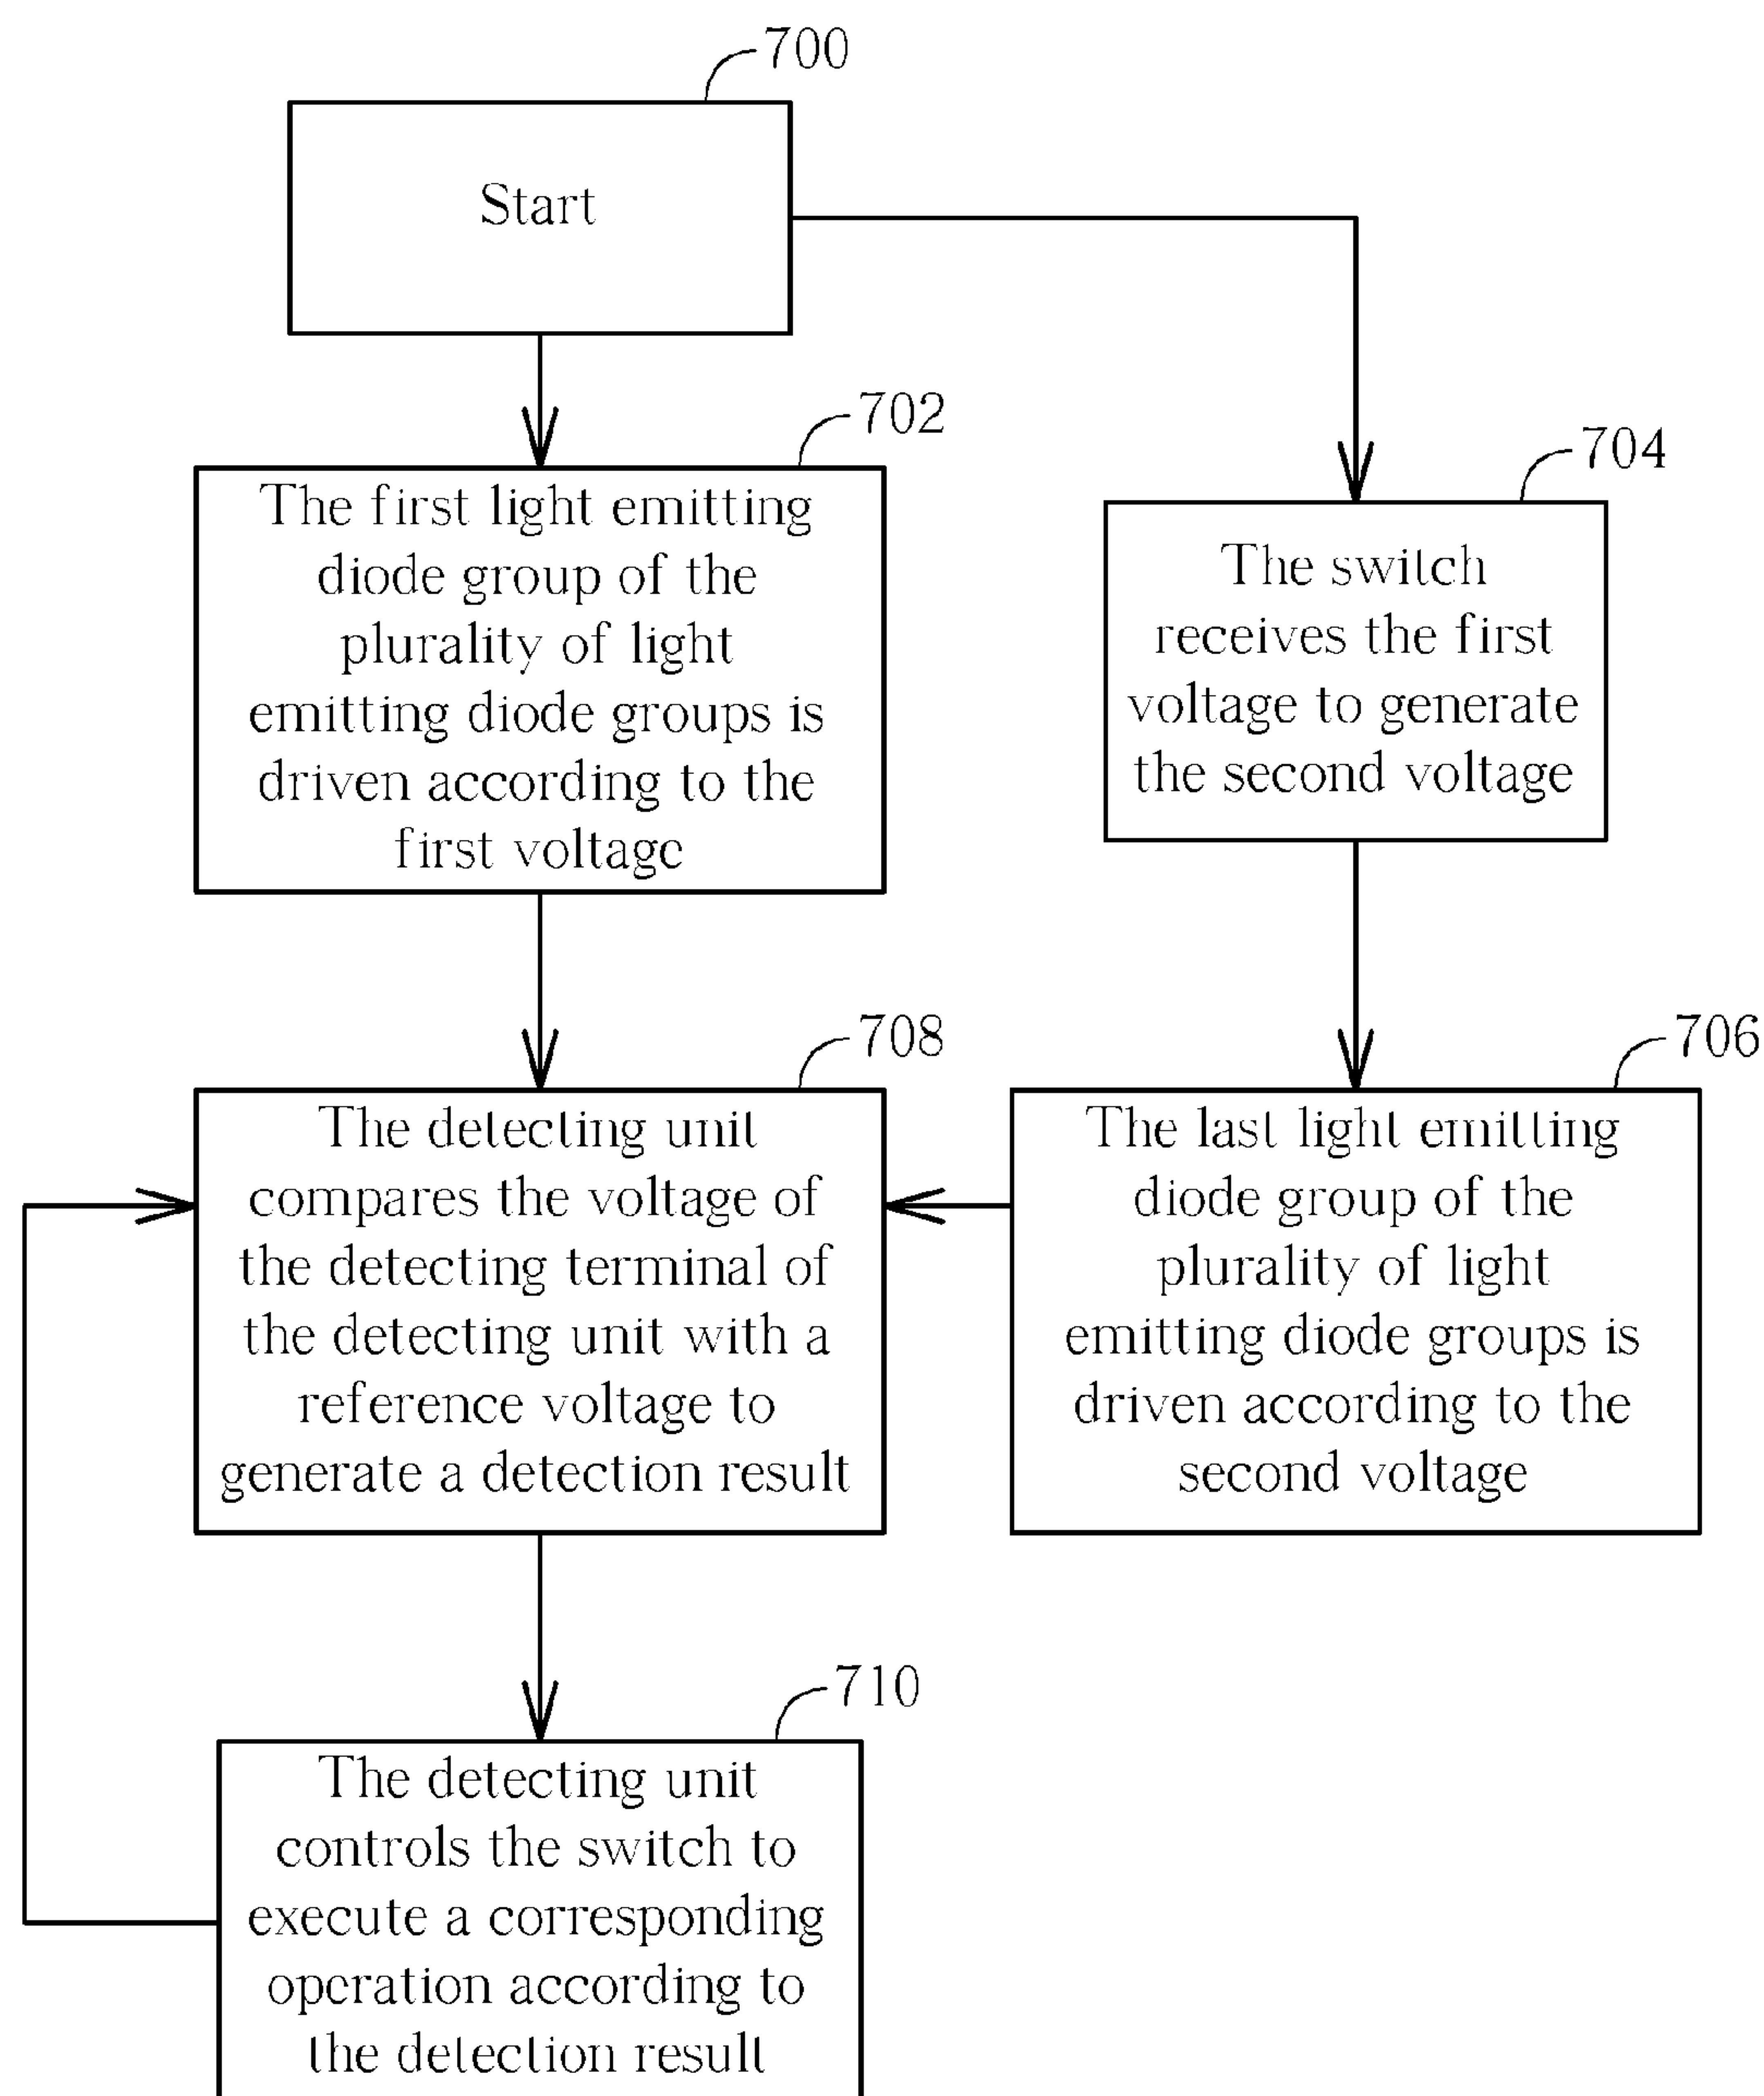 700
Start
702
The first light emitting
diode group of the
plurality of light
emitting diode groups is
driven according to the
first voltage
704
The switch
receives the first
voltage to generate
the second voltage
708
The detecting unit
compares the voltage of
the detecting terminal of
the detecting unit with a
reference voltage to
generate a detection result
706
The last light emitting
diode group of the
plurality of light
emitting diode groups is
driven according to the
second voltage
710
The detecting unit
controls the switch to
execute a corresponding
operation according to
the detection result